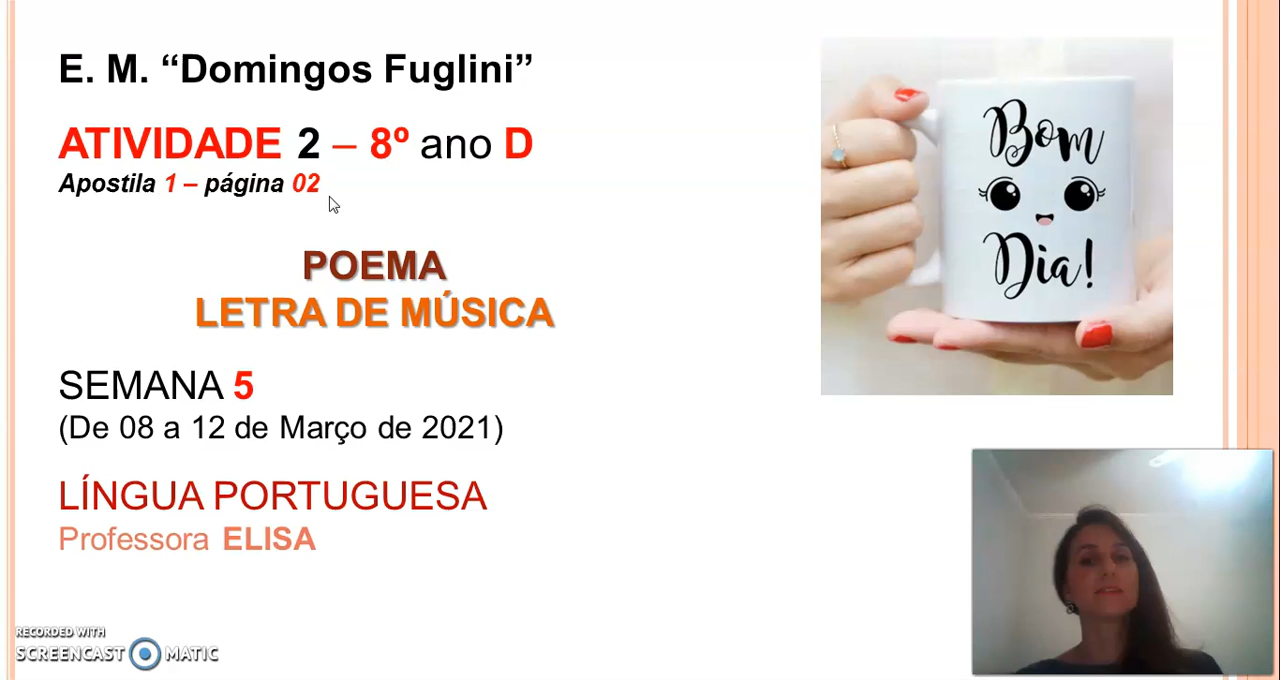 E. M. “Domingos Fuglini”
ATIVIDADE 2 – 8º ano D
Apostila 1 – página 02
POEMA
LETRA DE MÚSICA
SEMANA 5
(De 08 a 12 de Março de 2021)
LÍNGUA PORTUGUESA
Professora ELISA
Bom
Dia!
RECORDED WITH
SCREENCAST MATIC